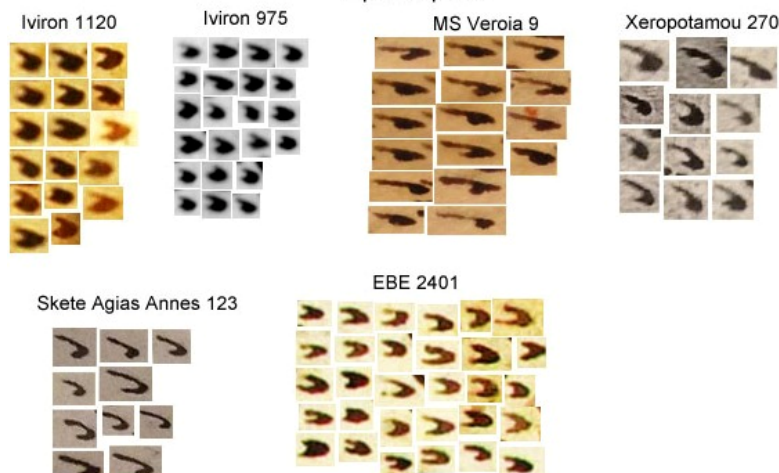 Iviron 1120
Iviron 975
MS Veroia 9
Xeropotamou 270
Skete Agias Annes 123
EBE 2401